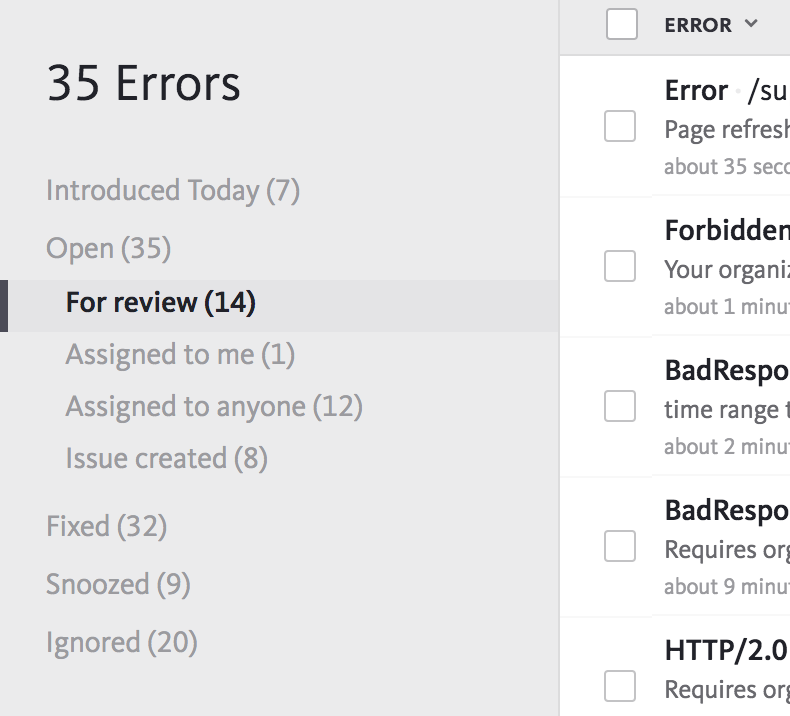 35 Errors
Introduced Today (7)
Open (35)
For review (14)
Assigned to me (1)
Assigned to anyone (12)
Issue created (8)
Fixed (32)
Snoozed (9)
Ignored (20)
ERROR
Error · /su
Page refresh
about 35 seco
Forbidden
Your organiz
about 1 minut
BadRespo
time range t
about 2 minut
BadRespo
Requires org
about 9 minut
HTTP/2.0
Requires org